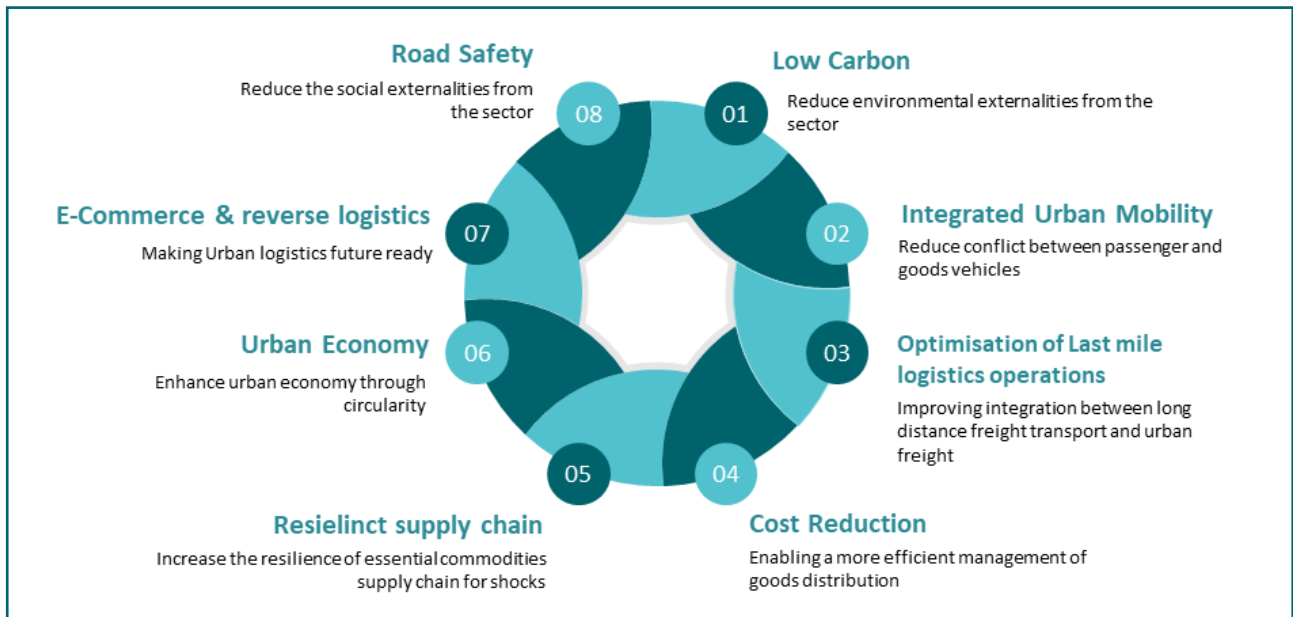 01
Low Carbon
Reduce environmental externalities from the
sector
02
Integrated Urban Mobility
Reduce conflict between passenger and
goods vehicles
03
Optimisation of Last mile
logistics operations
Improving integration between long
distance freight transport and urban
freight
04
Cost Reduction
Enabling a more efficient management of
goods distribution
05
Resielinct supply chain
Increase the resilience of essential commodities
supply chain for shocks
06
Urban Economy
Enhance urban economy through
circularity
07
E-Commerce & reverse logistics
Making Urban logistics future ready
08
Road Safety
Reduce the social externalities from
the sector